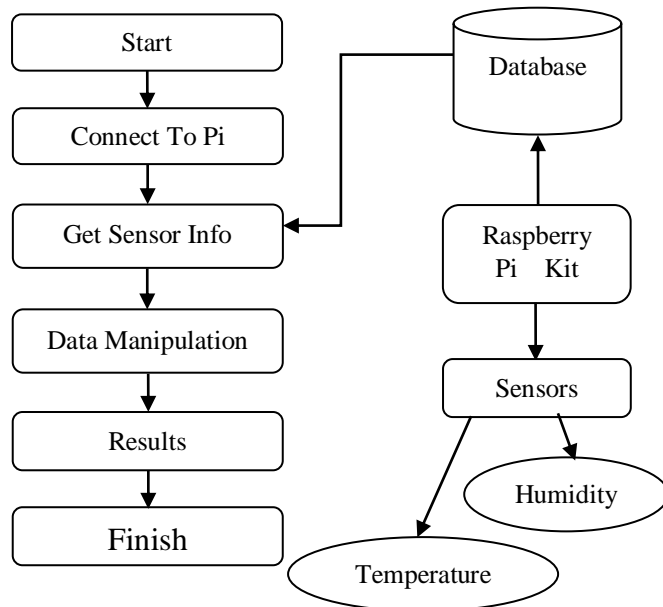 Start
Connect To Pi
Get Sensor Info
Data Manipulation
Results
Finish
Database
Raspberry
Pi Kit
Sensors
Humidity
Temperature